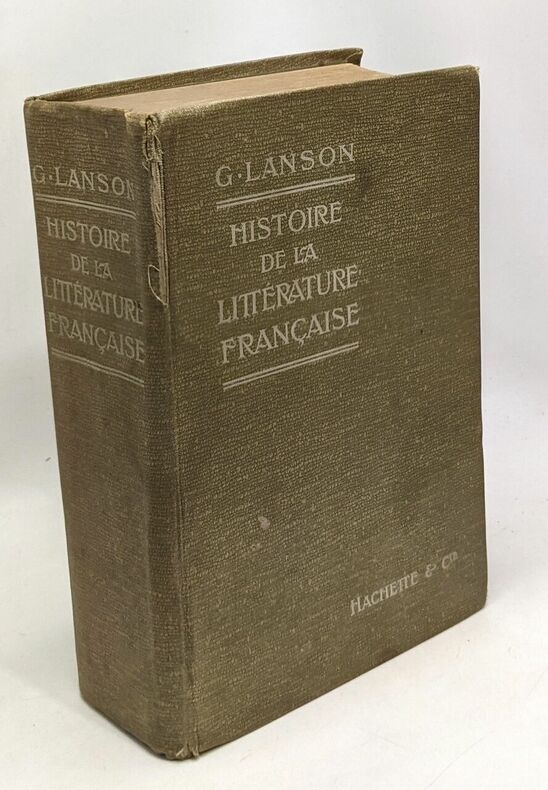 G. LANSON
HISTOIRE
DE LA
LITTÉRATURE
FRANÇAISE
G. LANSON
HISTOIRE
DE LA
LITTÉRATURE
FRANÇAISE
HACHETTE & Cie